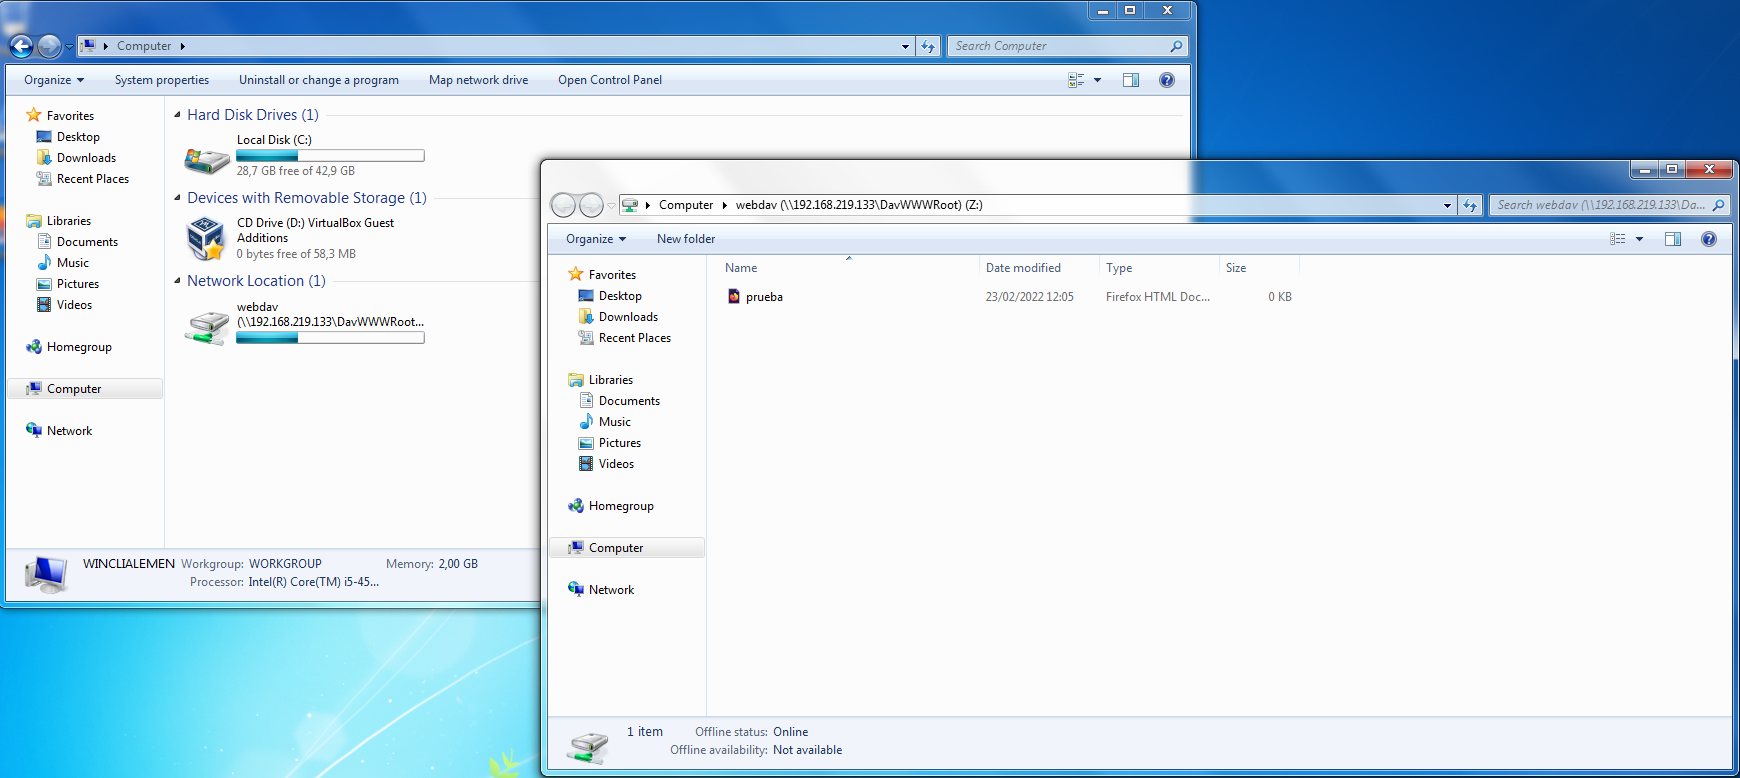 Computer
Search Computer
Organize
System properties
Uninstall or change a program
Map network drive
Open Control Panel
Favorites
Desktop
Downloads
Recent Places
Libraries
Documents
Music
Pictures
Videos
Homegroup
Computer
Network
Hard Disk Drives (1)
Local Disk (C:)
28,7 GB free of 42,9 GB
Devices with Removable Storage (1)
CD Drive (D:) VirtualBox Guest
Additions
0 bytes free of 58,3 MB
Network Location (1)
webdav
(\\192.168.219.133\DavWWWRoot...
WINCLIALEMEN Workgroup: WORKGROUP Memory: 2,00 GB
Processor: Intel(R) Core(TM) i5-45...
Computer webdav (\\192.168.219.133\DavWWWRoot) (Z:)
Search webdav (\\192.168.219.133\Da...
Organize
New folder
Favorites
Desktop
Downloads
Recent Places
Libraries
Documents
Music
Pictures
Videos
Homegroup
Computer
Network
Name Date modified Type Size
prueba 23/02/2022 12:05 Firefox HTML Doc... 0 KB
1 item Offline status: Online
Offline availability: Not available